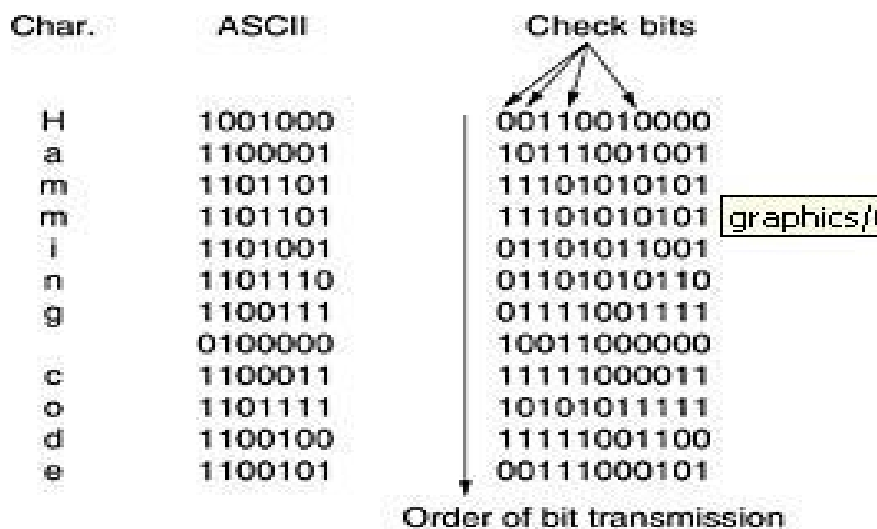 Char. ASCII Check bits
H 1001000 00110010000
a 1100001 10111001001
m 1101101 11101010101
m 1101101 11101010101 graphics/
i 1101001 01101011001
n 1101110 01101010110
g 1100111 01111001111
0100000 10011000000
c 1100011 11111000011
o 1101111 10101011111
d 1100100 11111001100
e 1100101 00111000101
Order of bit transmission